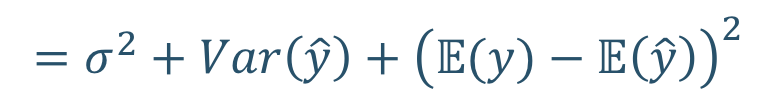 = σ² + Var(ŷ) + (𝔼(y) − 𝔼(ŷ))²